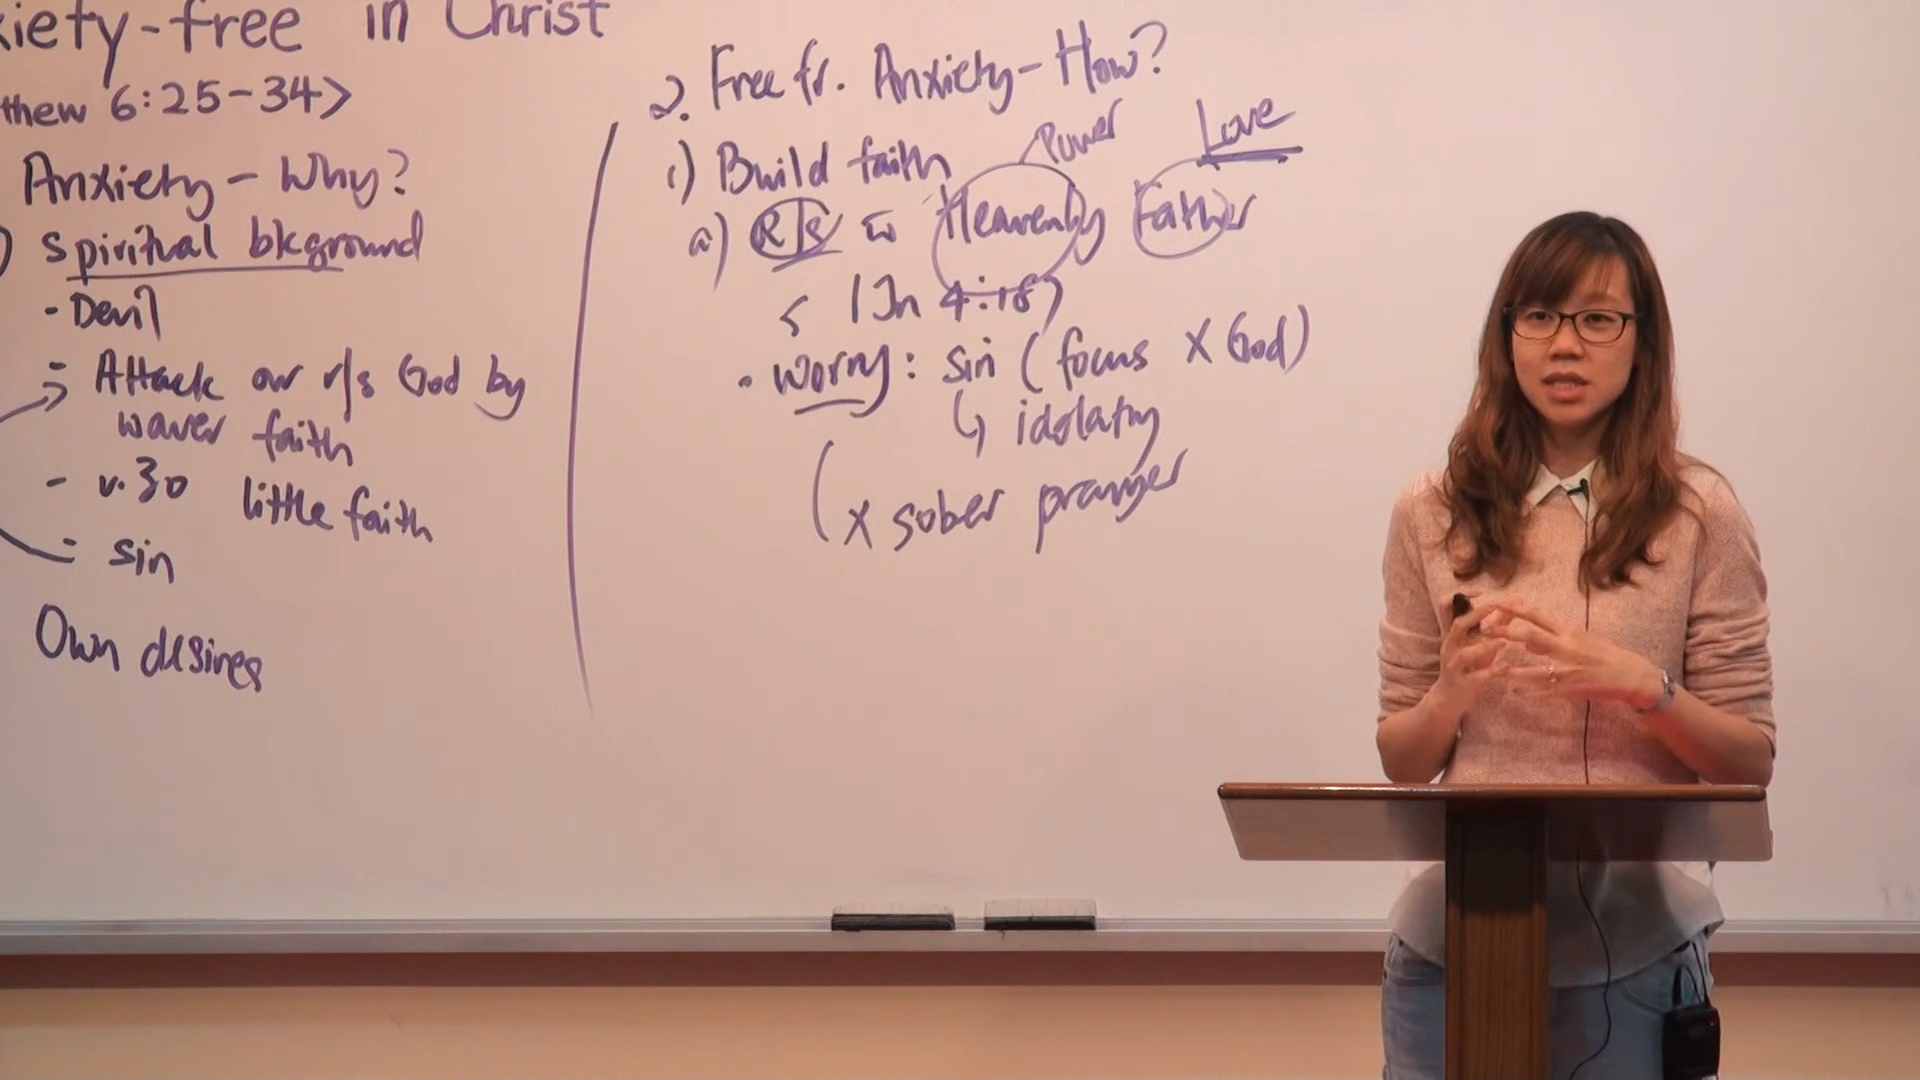 xiety-free in Christ
thew 6:25-34>
Anxiety - Why?
) Spiritual bkground
- Devil
- Attack our r/s God by
waver faith
- v.30 little faith
- sin
Own desires
2. Free fr. Anxiety - How?
1) Build faith
Power
Love
a) R/S w Heavenly Father
(Jn 4:18)
• worry: sin (focus X God)
↳ idolatry
(x sober prayer